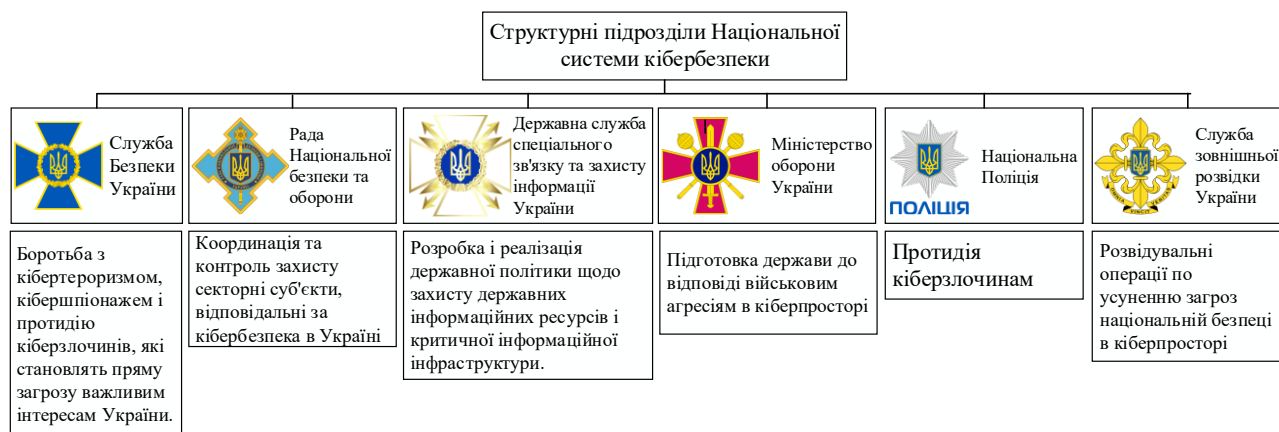 Структурні підрозділи Національної
системи кібербезпеки
Служба
Безпеки
України
Рада
Національної
безпеки та
оборони
Державна служба
спеціального
зв'язку та захисту
інформації
України
Міністерство
оборони
України
ПОЛІЦІЯ
Національна
Поліція
OMNIA
VINCIT
VERITAS
Служба
зовнішньої
розвідки
України
Боротьба з
кібертероризмом,
кібершпіонажем і
протидію
кіберзлочинів, які
становлять пряму
загрозу важливим
інтересам України.
Координація та
контроль захисту
секторні суб'єкти,
відповідальні за
кібербезпека в Україні
Розробка і реалізація
державної політики щодо
захисту державних
інформаційних ресурсів і
критичної інформаційної
інфраструктури.
Підготовка держави до
відповіді військовим
агресіям в кіберпросторі
Протидія
кіберзлочинам
Розвідувальні
операції по
усуненню загроз
національній безпеці
в кіберпросторі